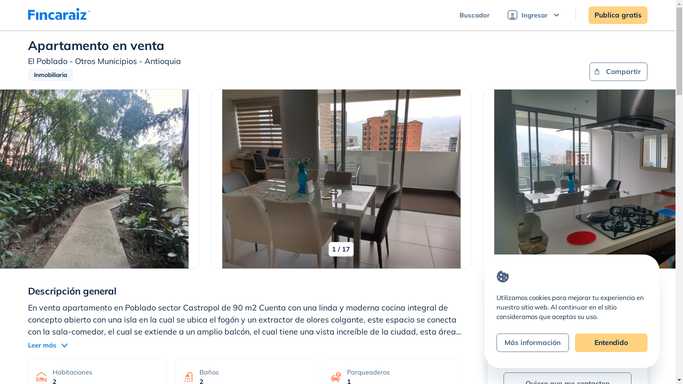 Fincaraiz
Buscador
Ingresar
Publica gratis
Apartamento en venta
El Poblado - Otros Municipios - Antioquia
Inmobiliaria
Compartir
1 / 17
Descripción general
En venta apartamento en Poblado sector Castropol de 90 m2 Cuenta con una linda y moderno cocina integral de
concepto abierto con una isla en la cual se ubica el fogón y un extractor de olores colgante, este espacio se conecta
con la sala-comedor, el cual se extiende a un amplio balcón, el cual tiene una vista increíble de la ciudad, esta área...
Leer más
Habitaciones
2
Baños
2
Parqueaderos
1
Utilizamos cookies para mejorar tu experiencia en
nuestro sitio web. Al continuar en el sitio
consideramos que aceptas su uso.
Más información
Entendido
Quiero que me contacten